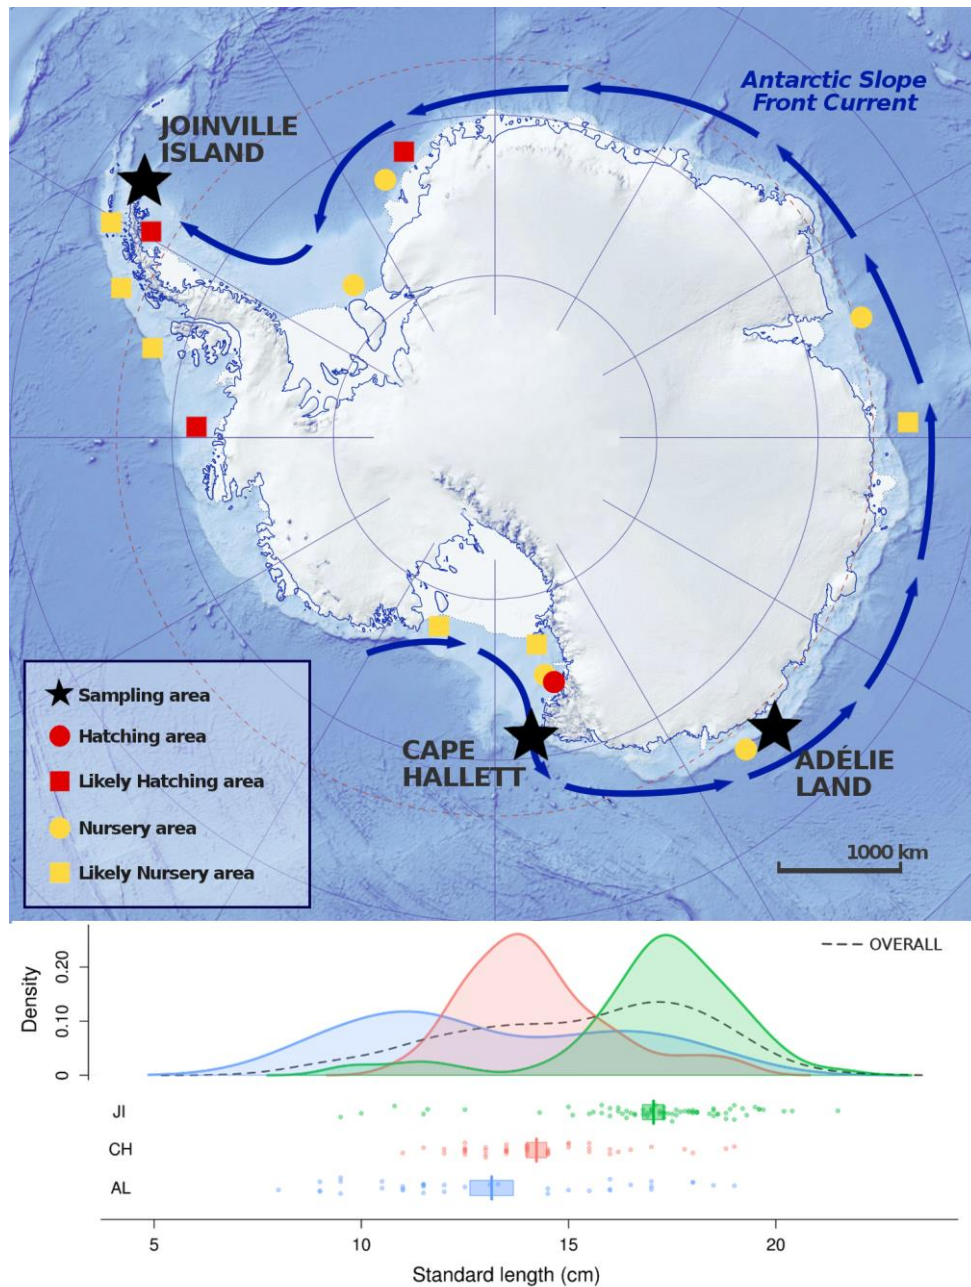 Antarctic Slope
Front Current
JOINVILLE
ISLAND
CAPE
HALLETT
ADÉLIE
LAND
1000 km
Sampling area
Hatching area
Likely Hatching area
Nursery area
Likely Nursery area
OVERALL
Density
0.20
0.10
0
JI
CH
AL
5 10 15 20
Standard length (cm)